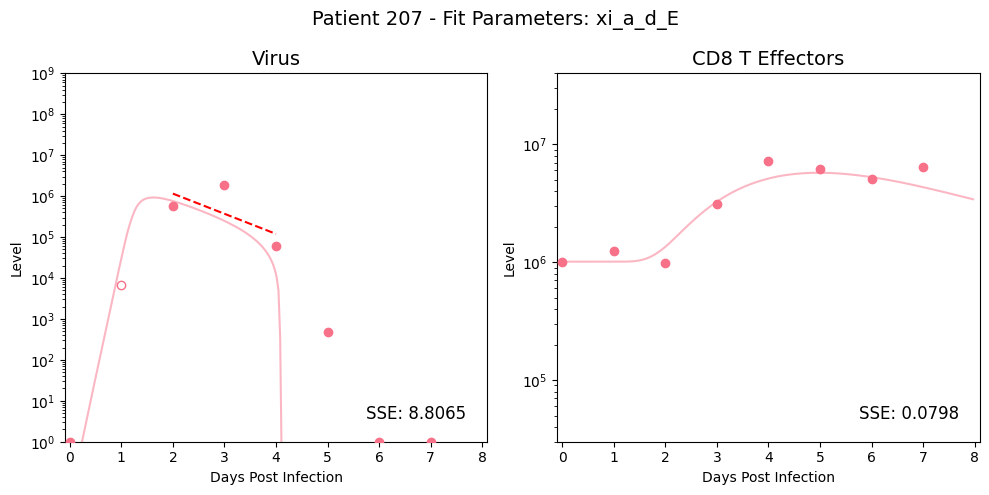 Patient 207 - Fit Parameters: xi_a_d_E
Virus
CD8 T Effectors
10^9
10^8
10^7
10^6
10^5
10^4
10^3
10^2
10^1
10^0
Level
SSE: 8.8065
0 1 2 3 4 5 6 7 8
Days Post Infection
10^7
10^6
10^5
Level
SSE: 0.0798
0 1 2 3 4 5 6 7 8
Days Post Infection